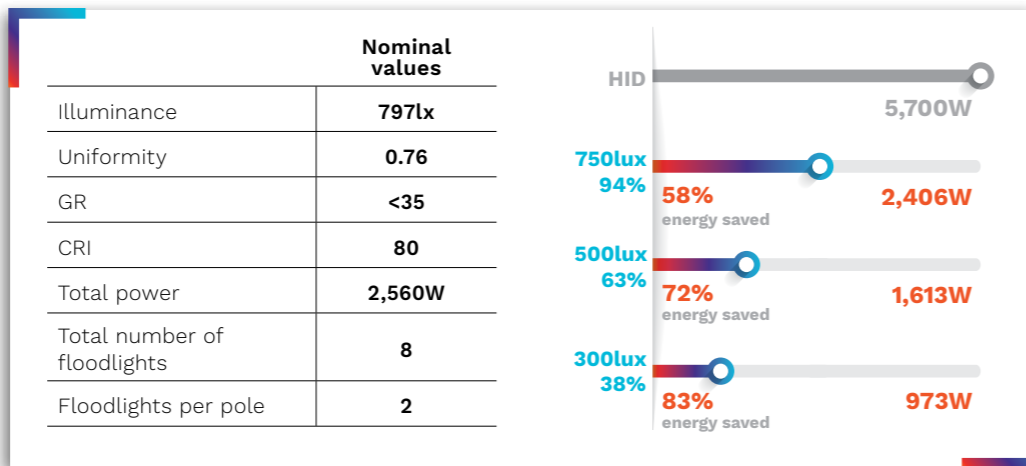 Nominal
values
Illuminance 797lx
Uniformity 0.76
GR <35
CRI 80
Total power 2,560W
Total number of
floodlights 8
Floodlights per pole 2
HID
5,700W
750lux
94%
58%
energy saved
2,406W
500lux
63%
72%
energy saved
1,613W
300lux
38%
83%
energy saved
973W